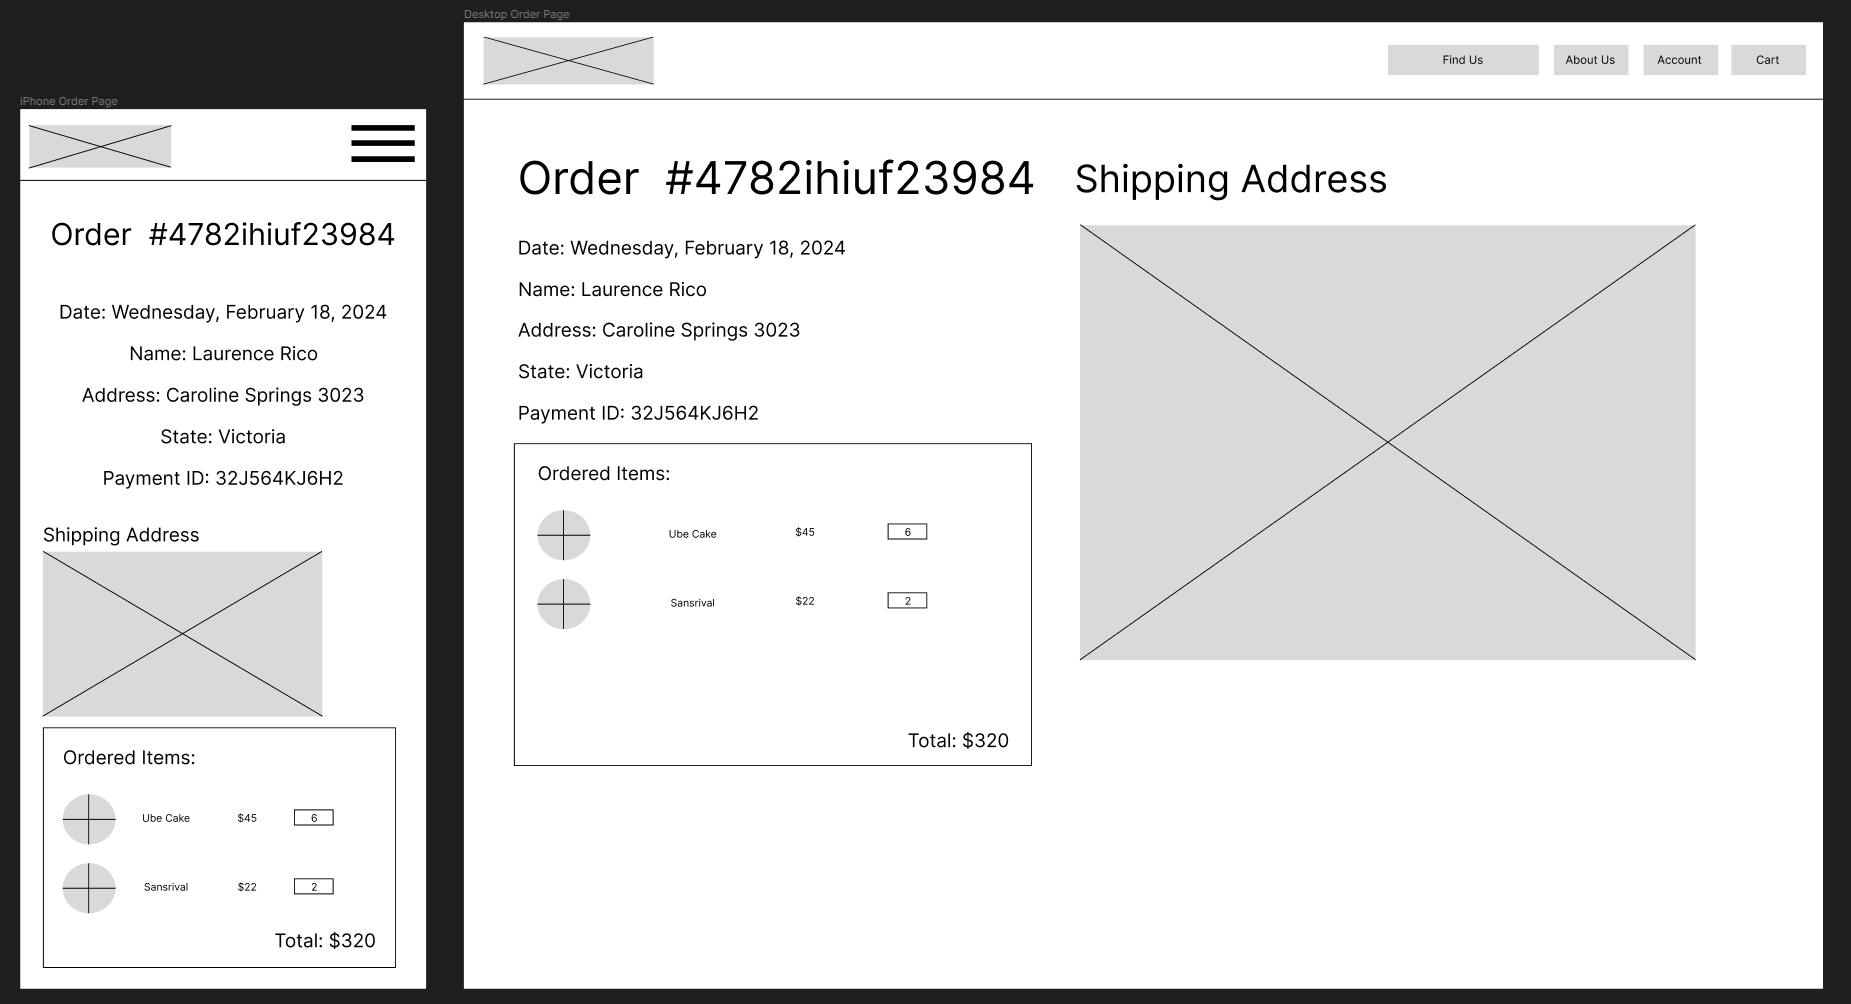 iPhone Order Page
Order #4782ihiuf23984
Date: Wednesday, February 18, 2024
Name: Laurence Rico
Address: Caroline Springs 3023
State: Victoria
Payment ID: 32J564KJ6H2
Shipping Address
Ordered Items:
Ube Cake $45 6
Sansrival $22 2
Total: $320
Desktop Order Page
Find Us About Us Account Cart
Order #4782ihiuf23984
Date: Wednesday, February 18, 2024
Name: Laurence Rico
Address: Caroline Springs 3023
State: Victoria
Payment ID: 32J564KJ6H2
Ordered Items:
Ube Cake $45 6
Sansrival $22 2
Total: $320
Shipping Address